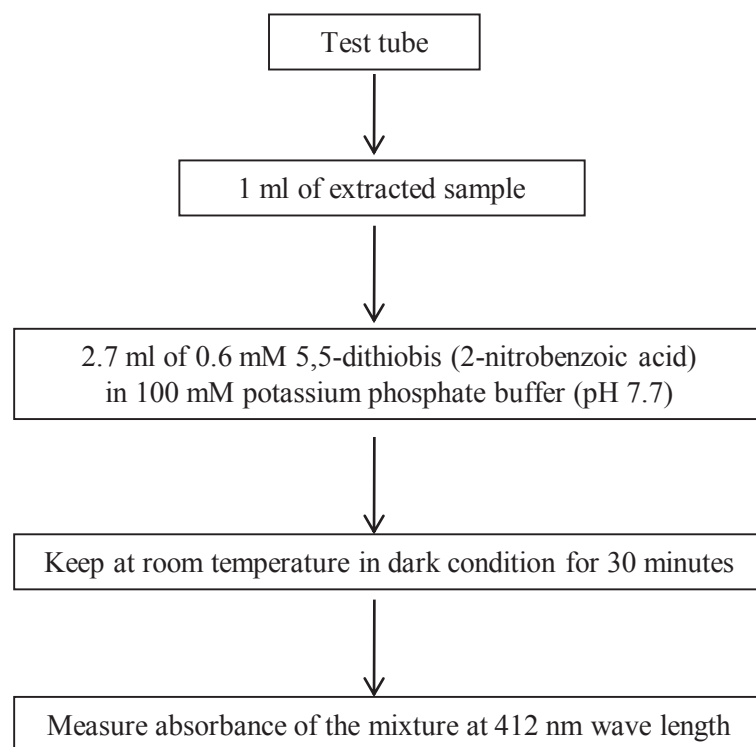 Test tube
1 ml of extracted sample
2.7 ml of 0.6 mM 5,5-dithiobis (2-nitrobenzoic acid)
in 100 mM potassium phosphate buffer (pH 7.7)
Keep at room temperature in dark condition for 30 minutes
Measure absorbance of the mixture at 412 nm wave length